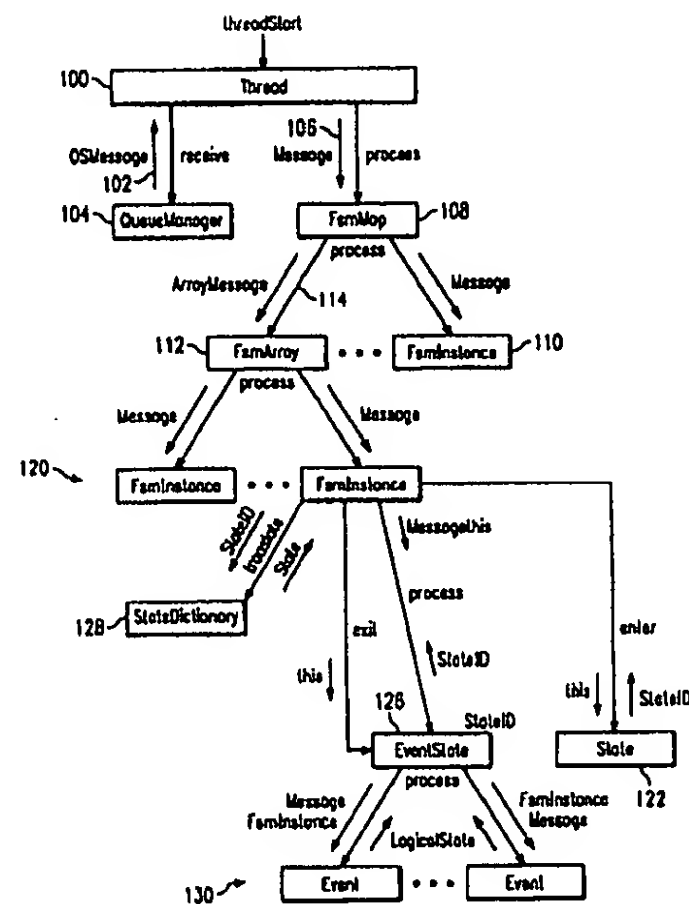 threadStart
100
Thread
OSMessage
102
receive
106
Message
process
104
QueueManager
FsmMap
108
process
ArrayMessage
114
Message
112
FsmArray
FsmInstance
110
process
Message
Message
120
FsmInstance
FsmInstance
StateID
translate
State
Message this
128
StateDictionary
process
exit
enter
this
StateID
this
StateID
126
StateID
EventState
State
process
122
Message
FsmInstance
FsmInstance
Message
LogicalState
130
Event
Event